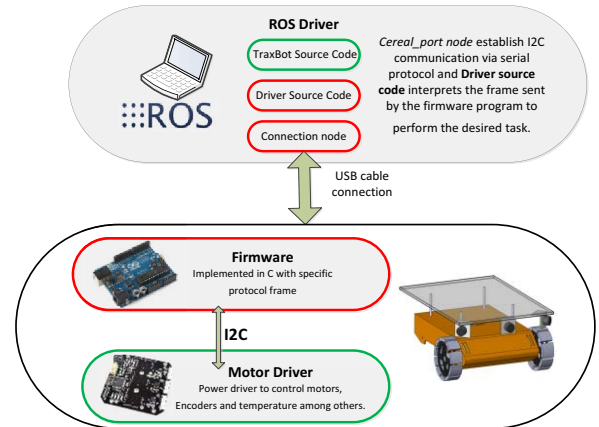 ROS Driver
TraxBot Source Code
Driver Source Code
Connection node
:::ROS
Cereal_port node establish I2C
communication via serial
protocol and Driver source
code interprets the frame sent
by the firmware program to
perform the desired task.
USB cable
connection
Firmware
Implemented in C with specific
protocol frame
I2C
Motor Driver
Power driver to control motors,
Encoders and temperature among others.